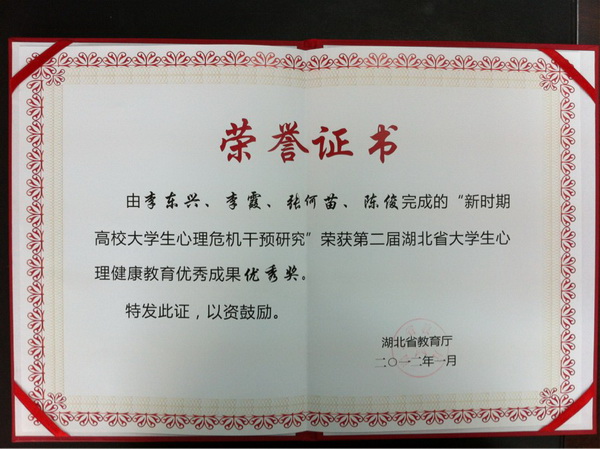 荣誉证书
由李东兴、李霞、张何苗、陈俊完成的“新时期
高校大学生心理危机干预研究”荣获第二届湖北省大学生心
理健康教育优秀成果优秀奖。
特发此证，以资鼓励。
湖北省教育厅
二〇一二年一月